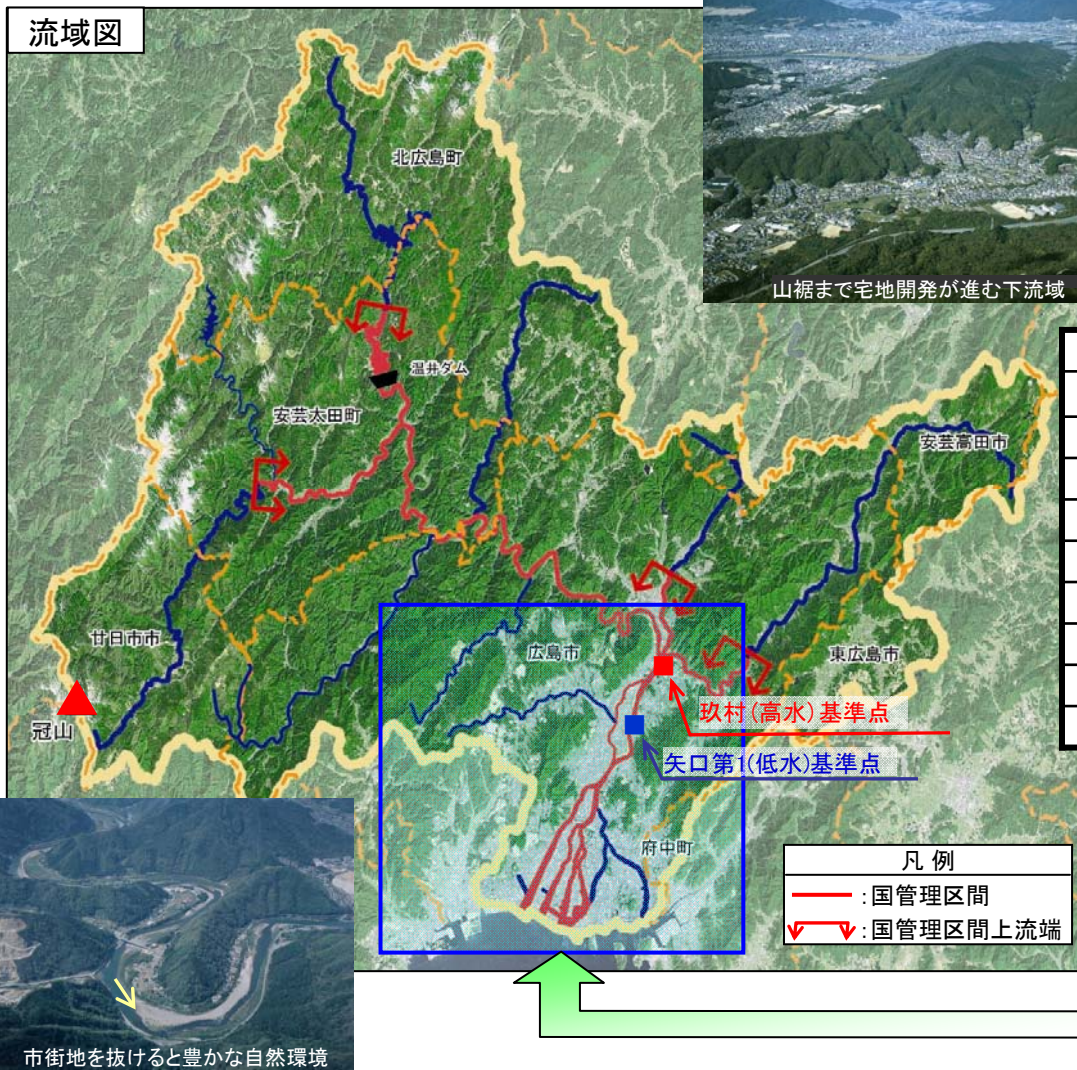 流域図
山裾まで宅地開発が進む下流域
北広島町
温井ダム
安芸太田町
安芸高田市
廿日市市
広島市
東広島市
冠山
玖村(高水)基準点
矢口第1(低水)基準点
府中町
凡 例
:国管理区間
:国管理区間上流端
市街地を抜けると豊かな自然環境